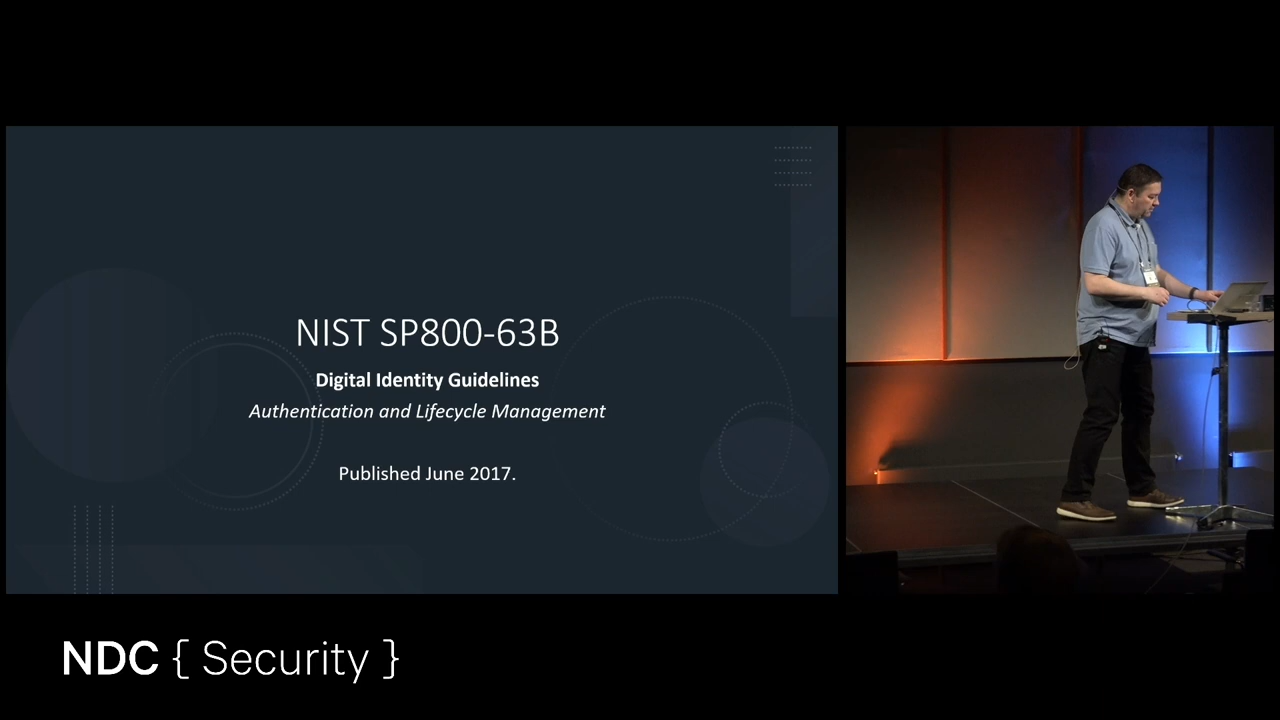 NIST SP800-63B
Digital Identity Guidelines
Authentication and Lifecycle Management
Published June 2017.
NDC { Security }